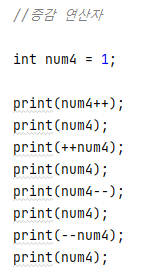 //증감 연산자
int num4 = 1;
print(num4++);
print(num4);
print(++num4);
print(num4);
print(num4--);
print(num4);
print(--num4);
print(num4);